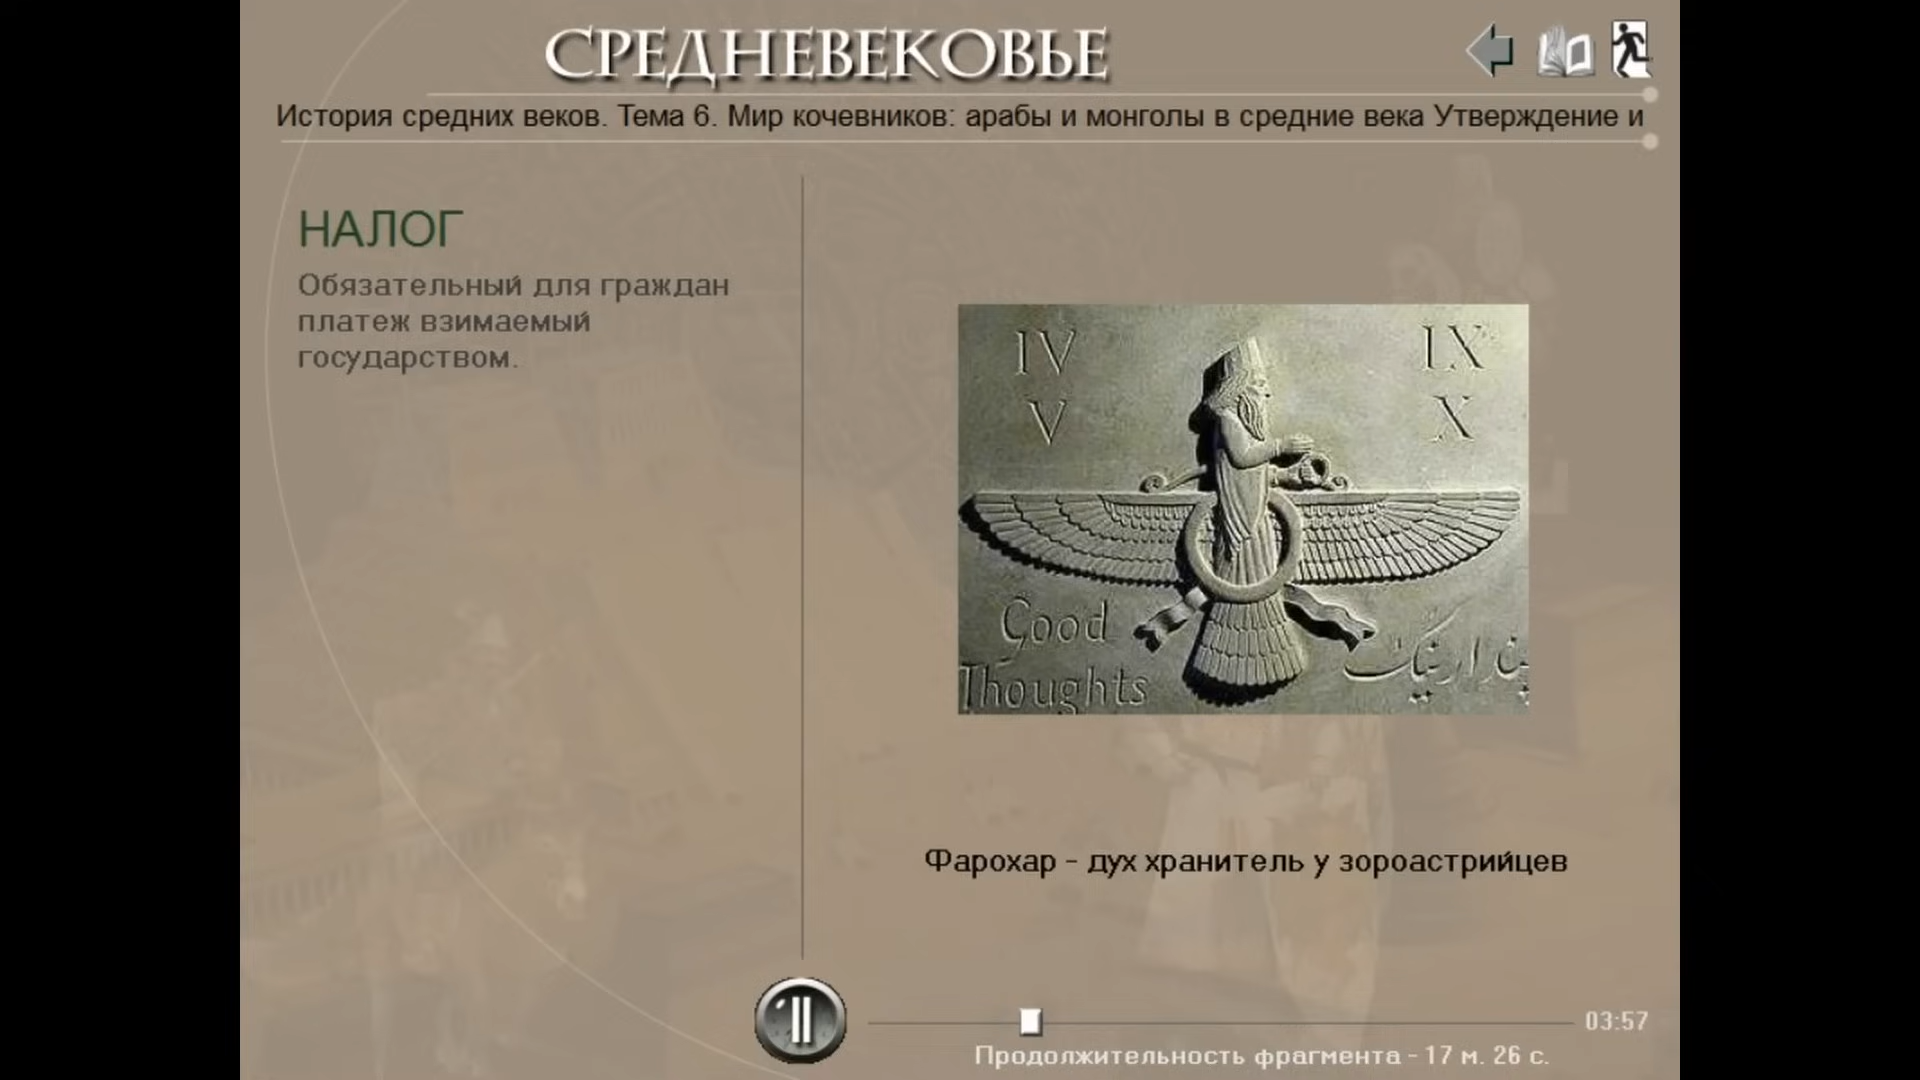 СРЕДНЕВЕКОВЬЕ
История средних веков. Тема 6. Мир кочевников: арабы и монголы в средние века Утверждение и
НАЛОГ
Обязательный для граждан
платеж взимаемый
государством.
IV IX
V X
Good
Thoughts
Фарохар - дух хранитель у зороастрийцев
03:57
Продолжительность фрагмента - 17 м. 26 с.